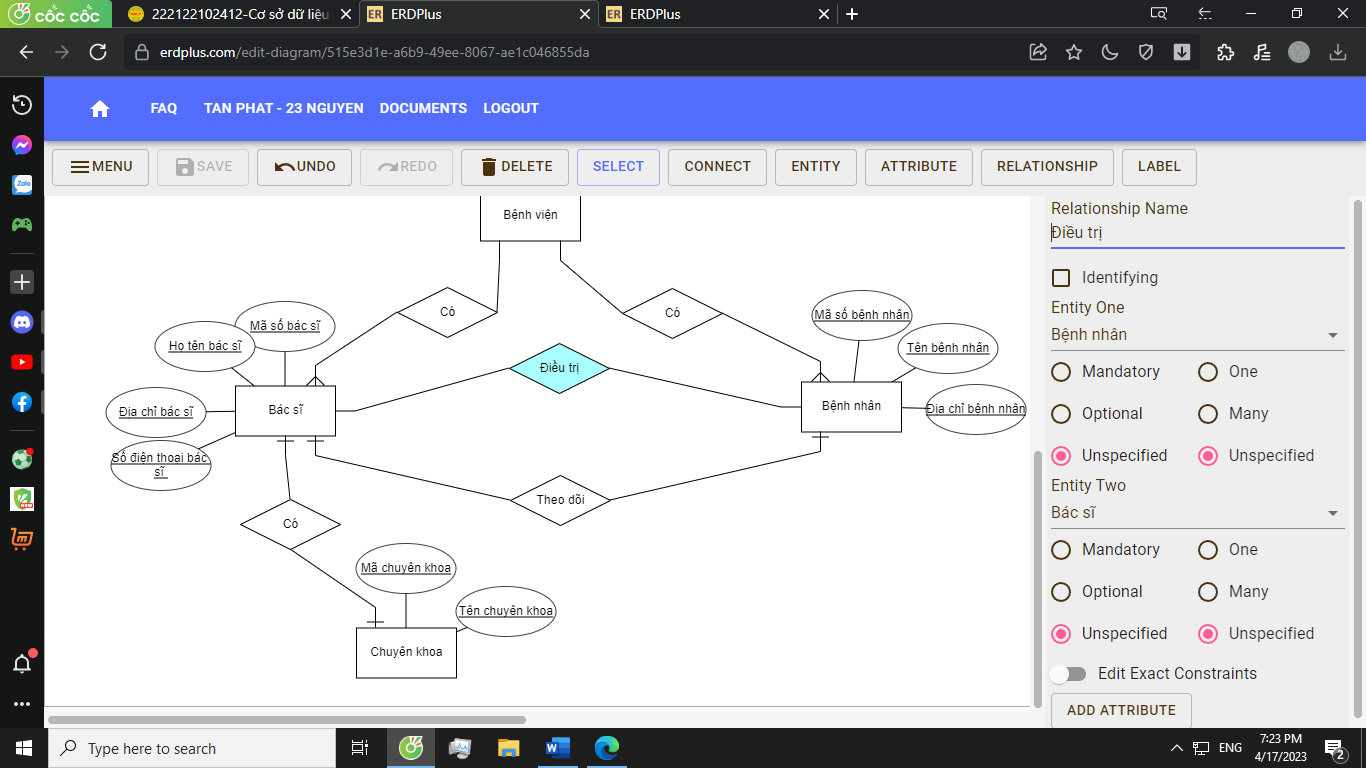 cốc cốc
222122102412-Cơ sở dữ liệu
ER ERDPlus
ER ERDPlus
erdplus.com/edit-diagram/515e3d1e-a6b9-49ee-8067-ae1c046855da
FAQ TAN PHAT - 23 NGUYEN DOCUMENTS LOGOUT
MENU SAVE UNDO REDO DELETE SELECT CONNECT ENTITY ATTRIBUTE RELATIONSHIP LABEL
Zalo
Bệnh viện
Có
Có
Mã số bác sĩ
Họ tên bác sĩ
Địa chỉ bác sĩ
Số điện thoại bác
sĩ
Bác sĩ
Điều trị
Mã số bệnh nhân
Tên bệnh nhân
Địa chỉ bệnh nhân
Bệnh nhân
Theo dõi
Có
Mã chuyên khoa
Tên chuyên khoa
Chuyên khoa
Relationship Name
Điều trị
Identifying
Entity One
Bệnh nhân
Mandatory One
Optional Many
Unspecified Unspecified
Entity Two
Bác sĩ
Mandatory One
Optional Many
Unspecified Unspecified
Edit Exact Constraints
ADD ATTRIBUTE
Type here to search
ENG
7:23 PM
4/17/2023
2